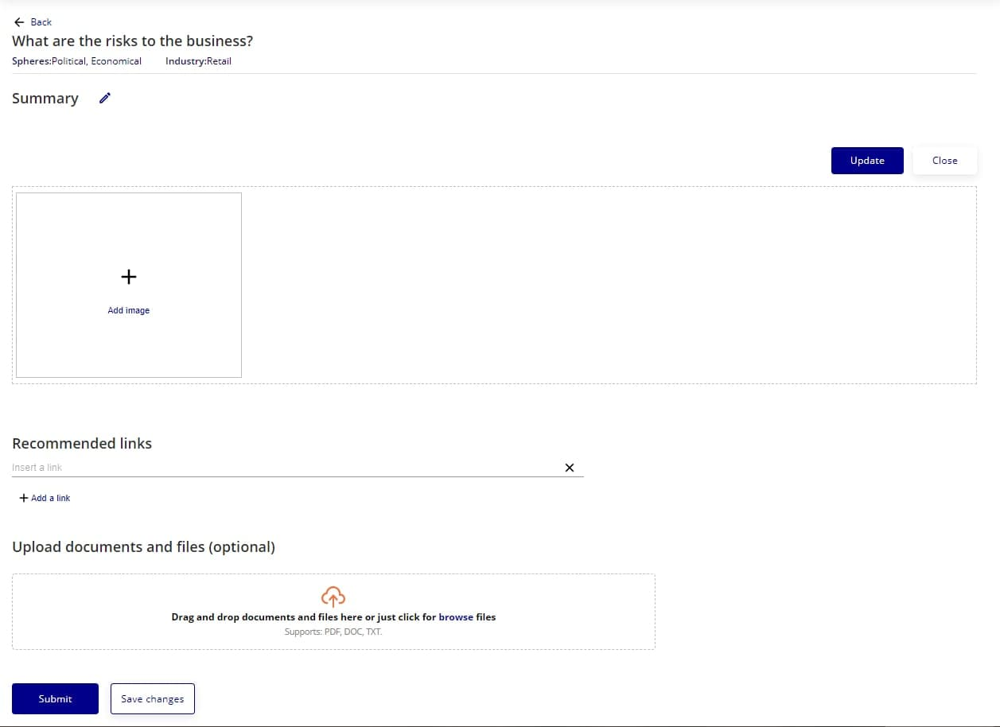 Back
What are the risks to the business?
Spheres:Political, Economical Industry:Retail
Summary
Update Close
Add image
Recommended links
Insert a link
Add a link
Upload documents and files (optional)
Drag and drop documents and files here or just click for browse files
Supports: PDF, DOC, TXT.
Submit Save changes